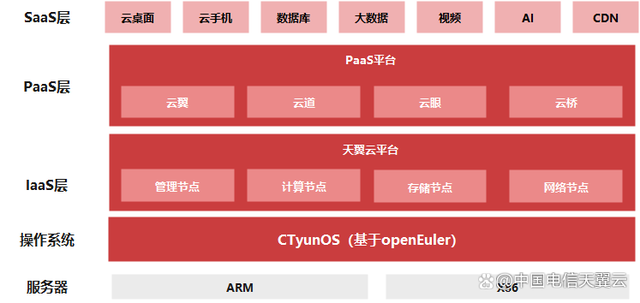 SaaS层 云桌面 云手机 数据库 大数据 视频 AI CDN
PaaS平台
PaaS层
云翼 云道 云眼 云桥
天翼云平台
IaaS层 管理节点 计算节点 存储节点 网络节点
操作系统 CTyunOS（基于openEuler）
服务器 ARM X86
@中国电信天翼云